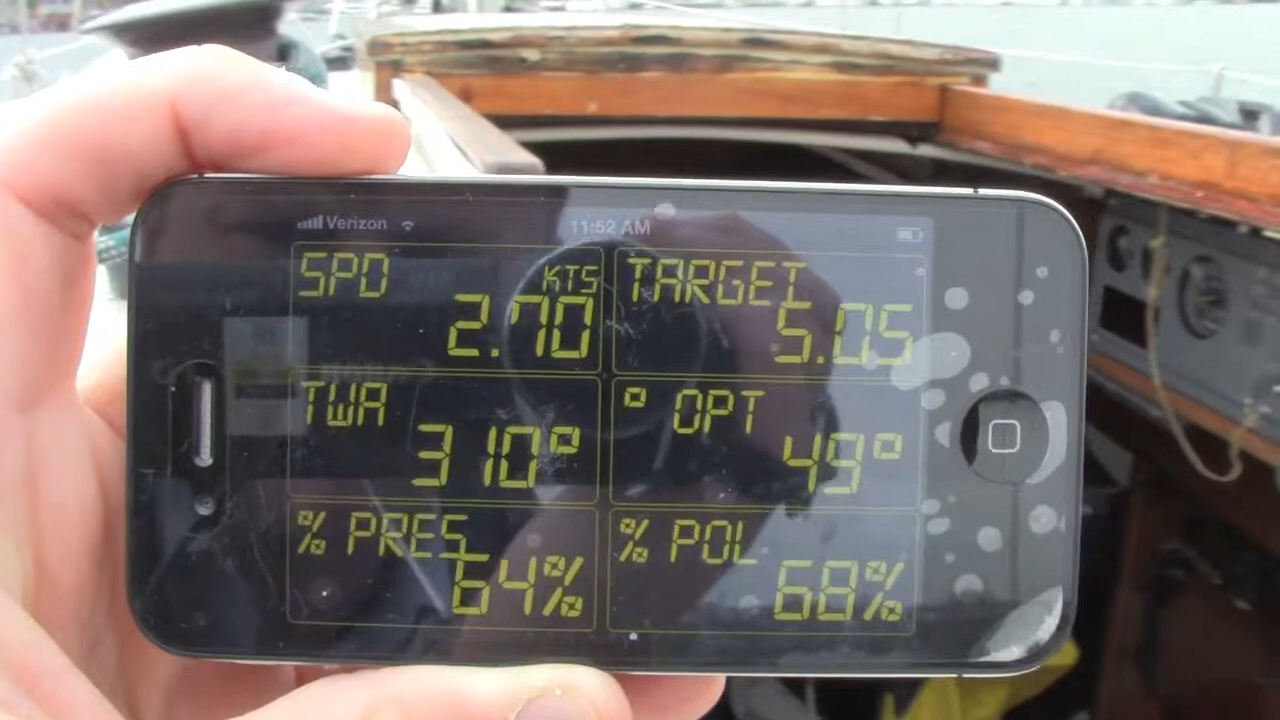 Verizon 11:52 AM
SPD KTS
2.70
TARGET
5.05
TWA
310°
° OPT
49°
% PRES
64%
% POL
68%